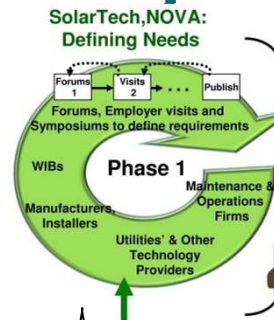 SolarTech,NOVA:
Defining Needs
Forums
1
Visits
2
...
Publish
Forums, Employer visits and
Symposiums to define requirements
WIBs
Phase 1
Maintenance &
Operations
Firms
Manufacturers,
Installers
Utilities' & Other
Technology
Providers